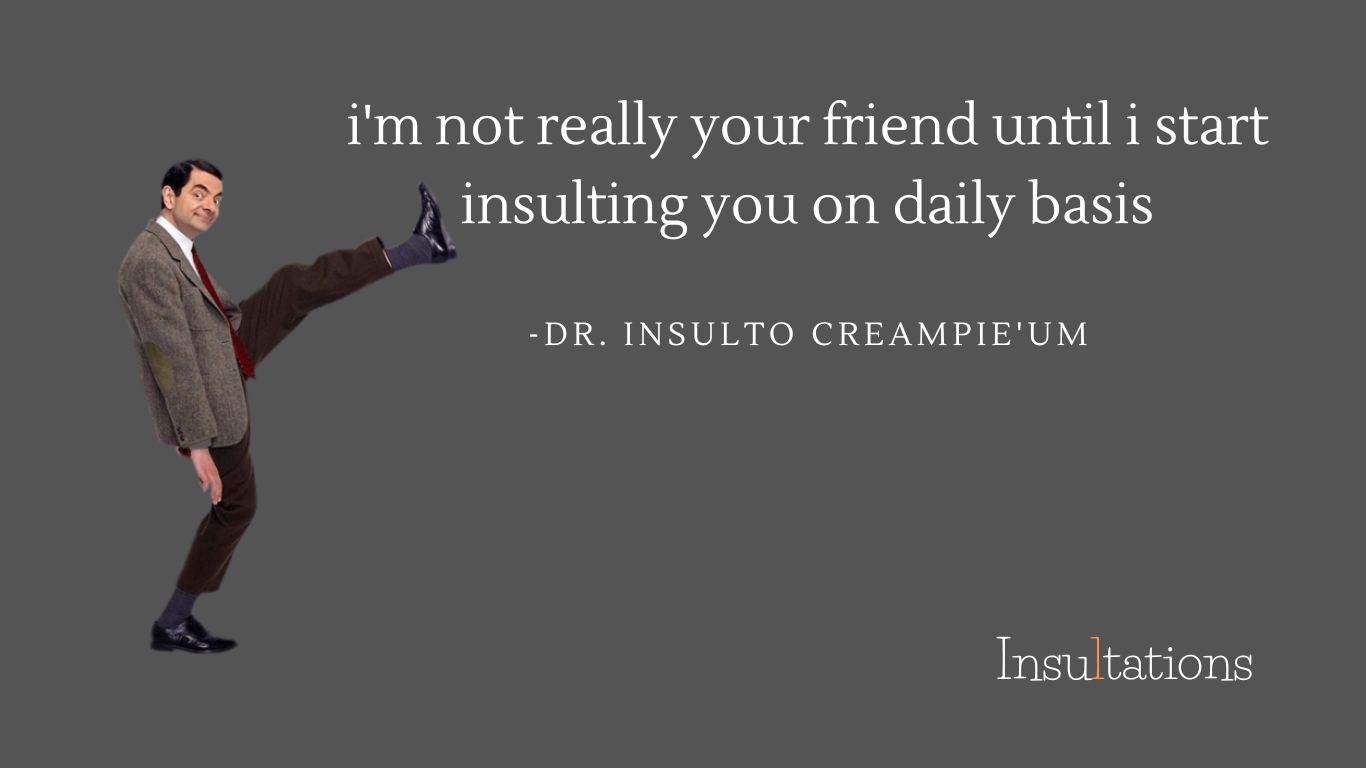 i'm not really your friend until i start
insulting you on daily basis
-DR. INSULTO CREAMPIE'UM
Insultations